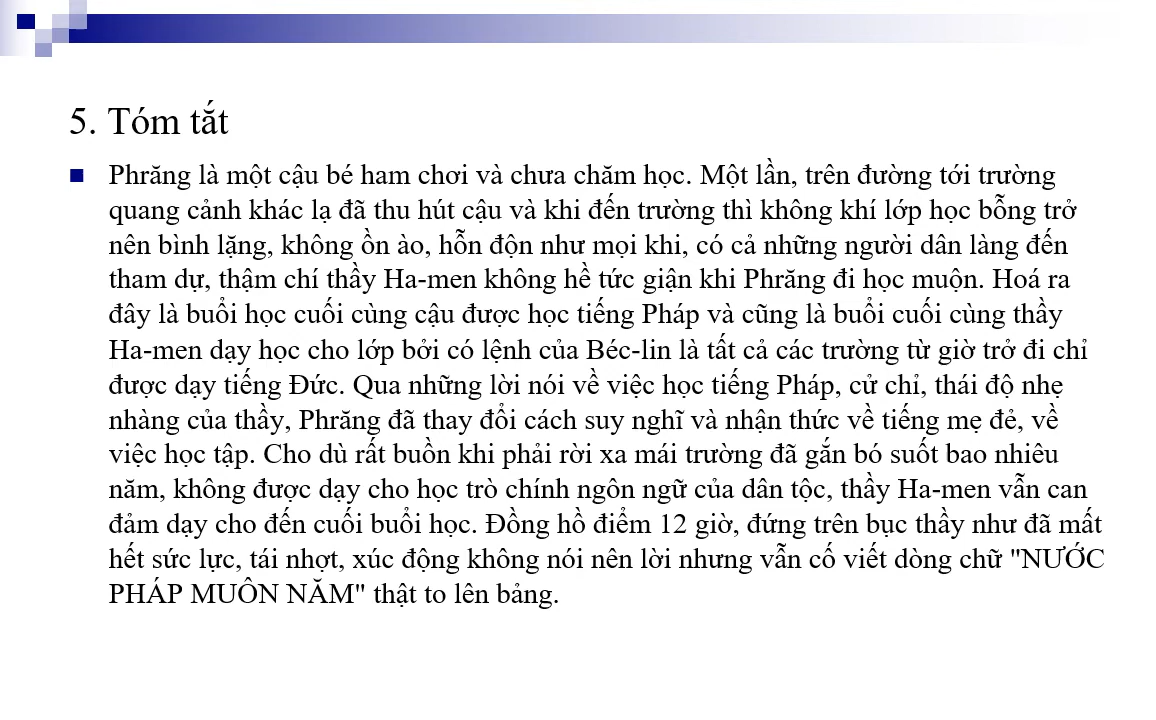 5. Tóm tắt
Phrăng là một cậu bé ham chơi và chưa chăm học. Một lần, trên đường tới trường
quang cảnh khác lạ đã thu hút cậu và khi đến trường thì không khí lớp học bỗng trở
nên bình lặng, không ồn ào, hỗn độn như mọi khi, có cả những người dân làng đến
tham dự, thậm chí thầy Ha-men không hề tức giận khi Phrăng đi học muộn. Hoá ra
đây là buổi học cuối cùng cậu được học tiếng Pháp và cũng là buổi cuối cùng thầy
Ha-men dạy học cho lớp bởi có lệnh của Béc-lin là tất cả các trường từ giờ trở đi chỉ
được dạy tiếng Đức. Qua những lời nói về việc học tiếng Pháp, cử chỉ, thái độ nhẹ
nhàng của thầy, Phrăng đã thay đổi cách suy nghĩ và nhận thức về tiếng mẹ đẻ, về
việc học tập. Cho dù rất buồn khi phải rời xa mái trường đã gắn bó suốt bao nhiêu
năm, không được dạy cho học trò chính ngôn ngữ của dân tộc, thầy Ha-men vẫn can
đảm dạy cho đến cuối buổi học. Đồng hồ điểm 12 giờ, đứng trên bục thầy như đã mất
hết sức lực, tái nhợt, xúc động không nói nên lời nhưng vẫn cố viết dòng chữ "NƯỚC
PHÁP MUÔN NĂM" thật to lên bảng.